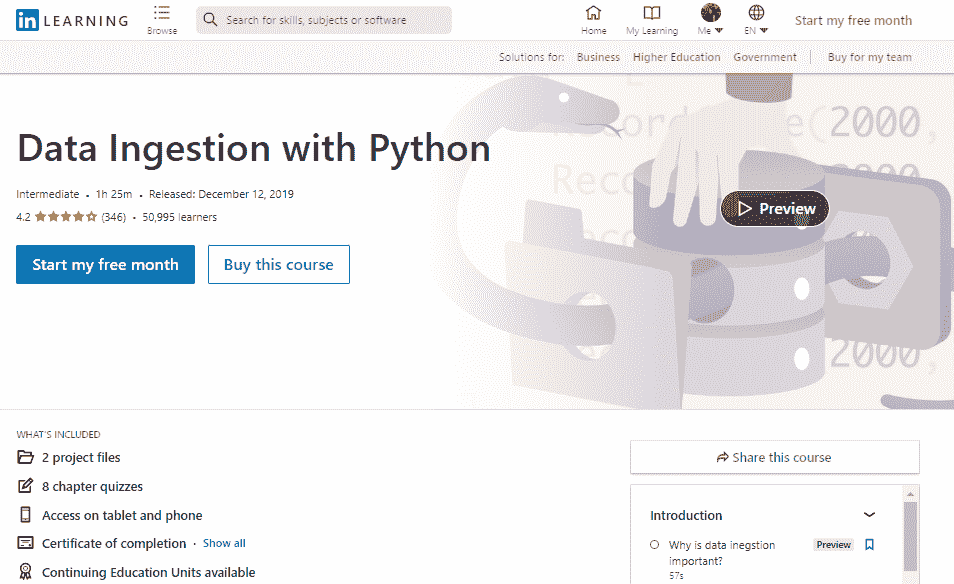 in LEARNING
Browse
Search for skills, subjects or software
Home
My Learning
Me
EN
Start my free month
Solutions for: Business Higher Education Government Buy for my team
Data Ingestion with Python
Intermediate • 1h 25m • Released: December 12, 2019
4.2 (346) • 50,995 learners
Start my free month
Buy this course
Preview
2000,
2000,
WHAT'S INCLUDED
2 project files
8 chapter quizzes
Access on tablet and phone
Certificate of completion · Show all
Continuing Education Units available
Share this course
Introduction
Why is data inegstion
important?
Preview
57s